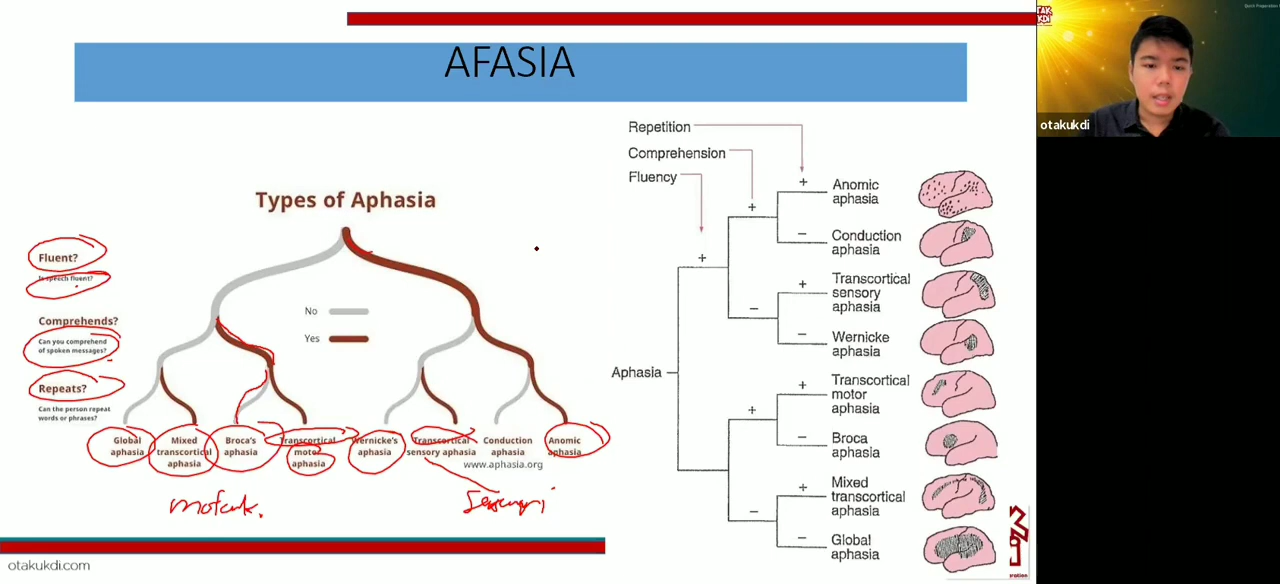 AFASIA
Types of Aphasia
Fluent?
Is speech fluent?
Comprehends?
Can you comprehend
of spoken messages?
Repeats?
Can the person repeat
words or phrases?
No
Yes
Global
aphasia
Mixed
transcortical
aphasia
Broca's
aphasia
Transcortical
motor
aphasia
Wernicke's
aphasia
Transcortical
sensory aphasia
Conduction
aphasia
Anomic
aphasia
www.aphasia.org
otakukdi.com
Repetition
Comprehension
Fluency
Aphasia
+
+
+
Anomic
aphasia
−
Conduction
aphasia
−
+
Transcortical
sensory
aphasia
−
Wernicke
aphasia
+
+
Transcortical
motor
aphasia
−
Broca
aphasia
−
+
Mixed
transcortical
aphasia
−
Global
aphasia
otakukdi